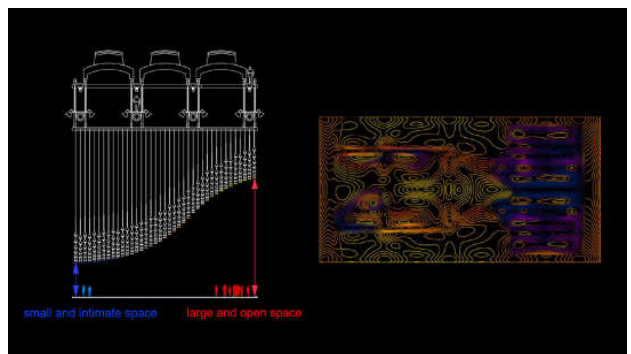 small and intimate space
large and open space